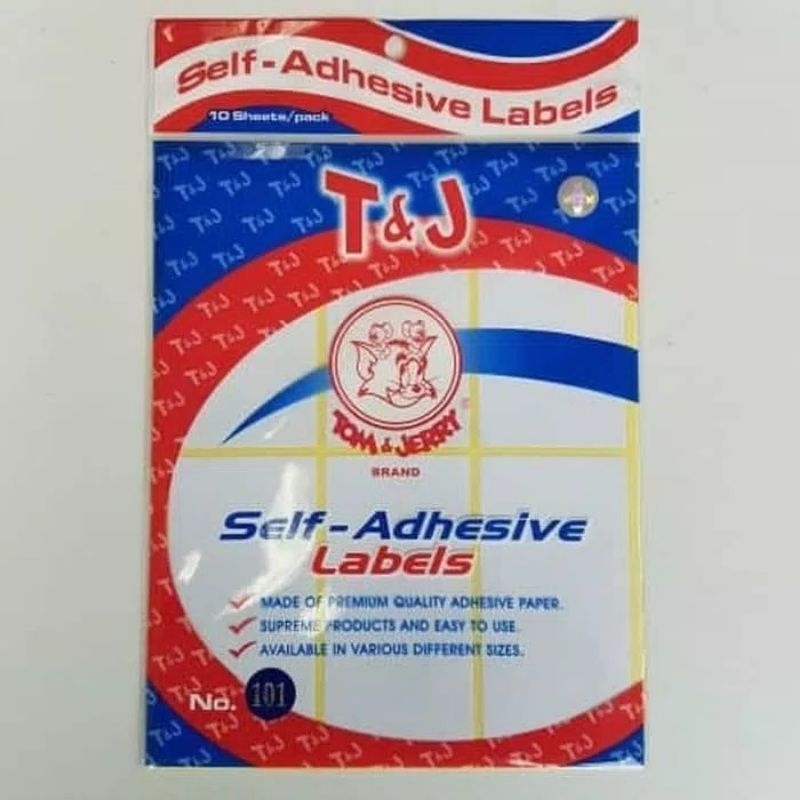 Self-Adhesive Labels
10 Sheets/pack
T&J
TOM & JERRY
BRAND
Self-Adhesive
Labels
MADE OF PREMIUM QUALITY ADHESIVE PAPER.
SUPREME PRODUCTS AND EASY TO USE.
AVAILABLE IN VARIOUS DIFFERENT SIZES.
No. 101